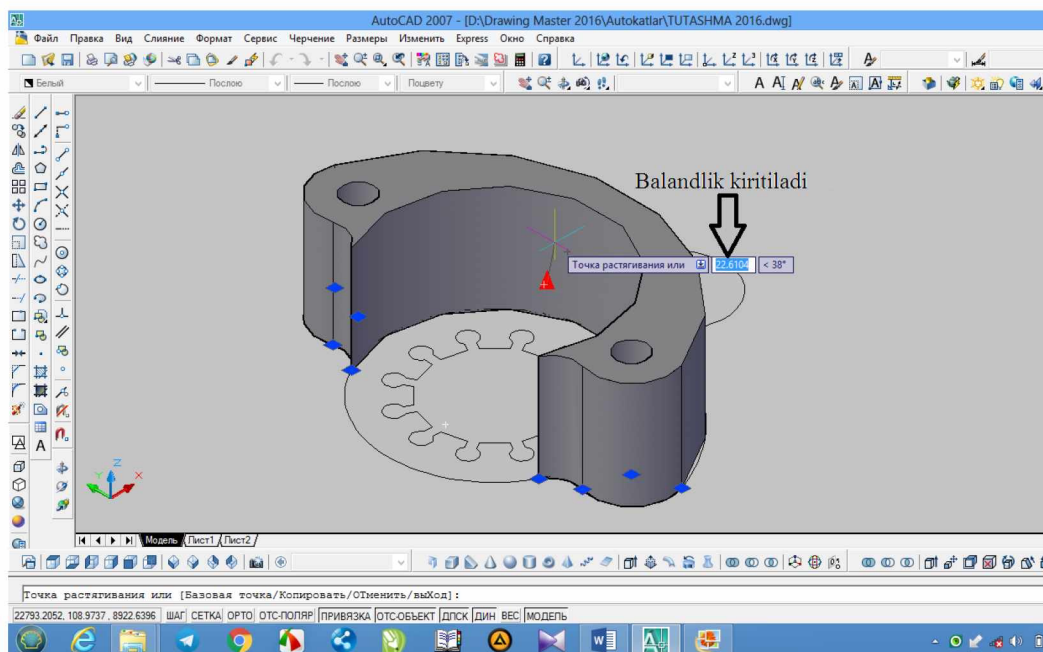 AutoCAD 2007 - [D:\Drawing Master 2016\Autokatlar\TUTASHMA 2016.dwg]
Файл Правка Вид Слияние Формат Сервис Черчение Размеры Изменить Express Окно Справка
Белый Послою Послою Поцвету
Balandlik kiritiladi
Точка растягивания или 22.6104 < 38°
Z
Y X
Модель Лист1 Лист2
Точка растягивания или [Базовая точка/Копировать/ОТменить/выХод]:
22793.2052, 108.9737 , 8922.6396 ШАГ СЕТКА ОРТО ОТС-ПОЛЯР ПРИВЯЗКА ОТС-ОБЪЕКТ ДПСК ДИН ВЕС МОДЕЛЬ